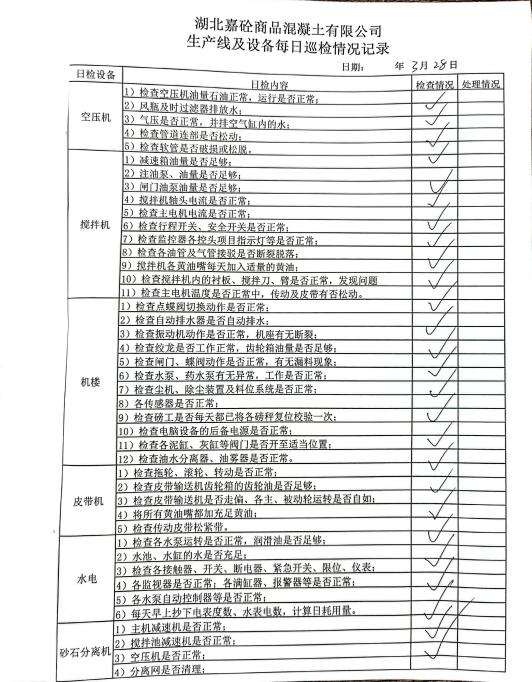 湖北嘉砼商品混凝土有限公司
生产线及设备每日巡检情况记录
日期： 年 3月 28日
日检设备 日检内容 检查情况 处理情况
空压机
1）检查空压机油量石油正常，运行是否正常； ✓
2）风瓶及时过滤器排放水； ✓
3）气压是否正常，并排空气缸内的水； ✓
4）检查管道连部是否松动； ✓
5）检查软管是否破损或松脱。 ✓
搅拌机
1）减速箱油量是否足够； ✓
2）注油泵、油量是否足够； ✓
3）闸门油泵油量是否足够； ✓
4）搅拌机轴头电流是否正常； ✓
5）检查主电机电流是否正常； ✓
6）检查行程开关、安全开关是否正常； ✓
7）检查监控器各控头项目指示灯等是否正常； ✓
8）检查各油管及气管接驳是否断裂脱落； ✓
9）搅拌机各黄油嘴每天加入适量的黄油； ✓
10）检查搅拌机内的衬板、搅拌刀、臂是否正常，发现问题 ✓
11）检查主电机温度是否正常中，传动及皮带有否松动。 ✓
机楼
1）检查点蝶阀切换动作是否正常； ✓
2）检查自动排水器是否自动排水； ✓
3）检查振动机动作是否正常，机座有无断裂； ✓
4）检查绞龙是否工作正常，齿轮箱油量是否足够； ✓
5）检查闸门、蝶阀动作是否正常，有无漏料现象； ✓
6）检查水泵、药水泵有无异常，工作是否正常； ✓
7）检查尘机、除尘装置及料位系统是否正常； ✓
8）各传感器是否正常； ✓
9）检查磅工是否每天都已将各磅秤复位校验一次； ✓
10）检查电脑设备的后备电源是否正常； ✓
11）检查各泥缸、灰缸等阀门是否开至适当位置； ✓
12）检查油水分离器、油雾器是否正常。 ✓
皮带机
1）检查拖轮、滚轮、转动是否正常； ✓
2）检查皮带输送机齿轮箱的齿轮油是否足够； ✓
3）检查皮带输送机是否走偏、各主、被动轮运转是否自如； ✓
4）将所有黄油嘴都加充足黄油； ✓
5）检查传动皮带松紧带。 ✓
水电
1）检查各水泵运转是否正常，润滑油是否足够； ✓
2）水池、水缸的水是否充足； ✓
3）检查各接触器、开关、断电器、紧急开关、限位、仪表； ✓
4）各监视器是否正常；各满缸器、报警器等是否正常； ✓
5）各水泵自动控制器等是否正常； ✓
6）每天早上抄下电表度数、水表电数，计算日耗用量。 ✓
砂石分离机
1）主机减速机是否正常； ✓
2）搅拌池减速机是否正常； ✓
3）空压机是否正常； ✓
4）分离网是否清理；